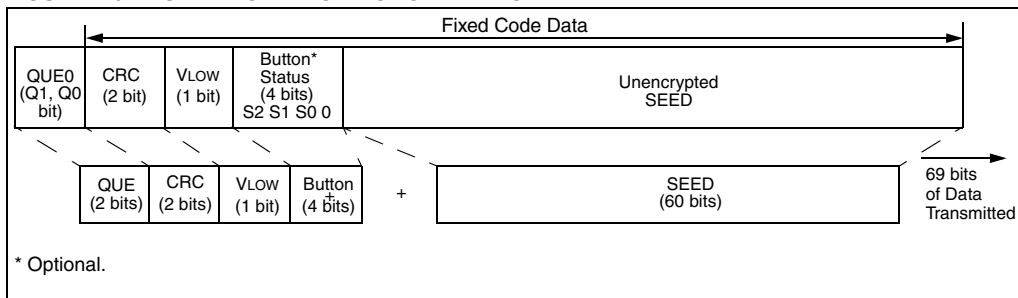 Fixed Code Data
QUE0
(Q1, Q0
bit)
CRC
(2 bit)
VLOW
(1 bit)
Button*
Status
(4 bits)
S2 S1 S0 0
Unencrypted
SEED
QUE
(2 bits)
CRC
(2 bits)
VLOW
(1 bit)
Button
+
(4 bits)
+
SEED
(60 bits)
69 bits
of Data
Transmitted
* Optional.